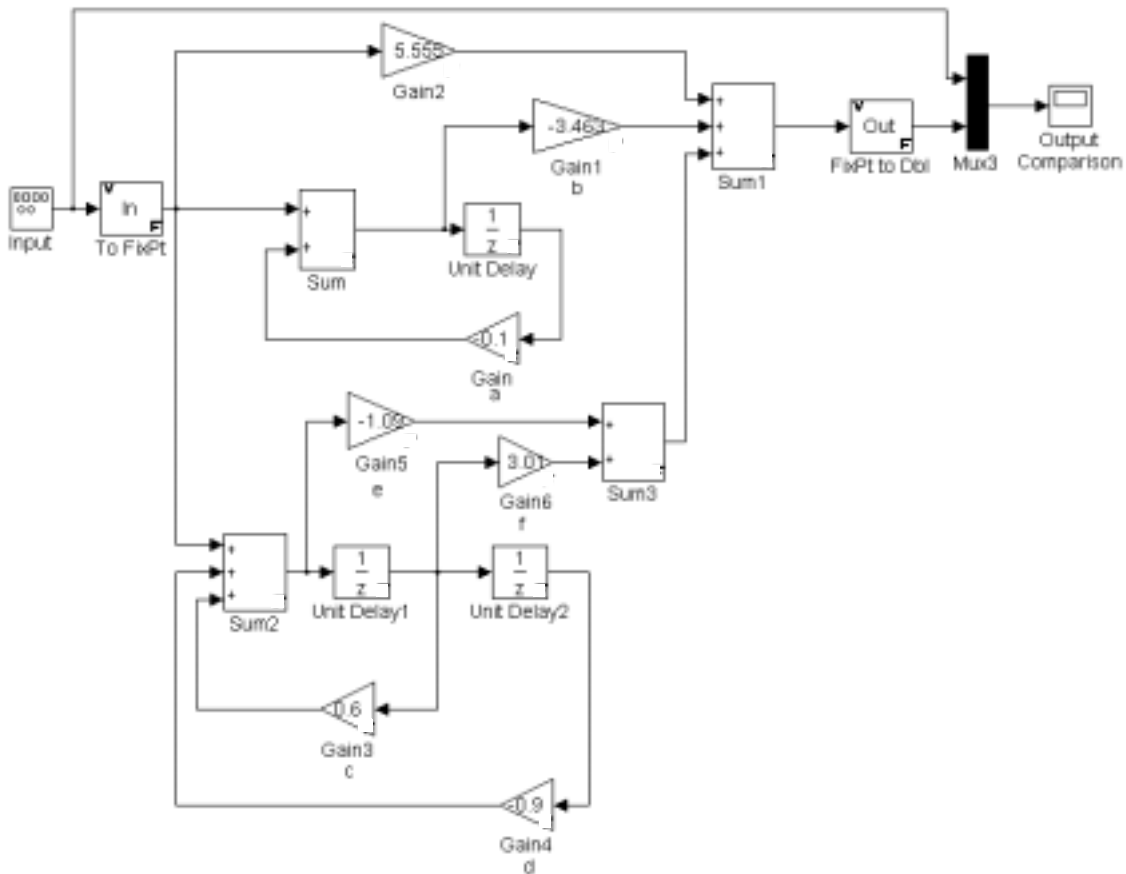 5.555
Gain2
-3.463
Gain1
b
+
+
+
Sum1
V
Out
F
FixPt to Dbl
Mux3
Output
Comparison
Input
V
In
F
To FixPt
+
+
Sum
1
z
Unit Delay
-0.1
Gain
a
-1.09
Gain5
e
3.01
Gain6
f
+
+
Sum3
+
+
+
Sum2
1
z
Unit Delay1
1
z
Unit Delay2
0.6
Gain3
c
-0.9
Gain4
d